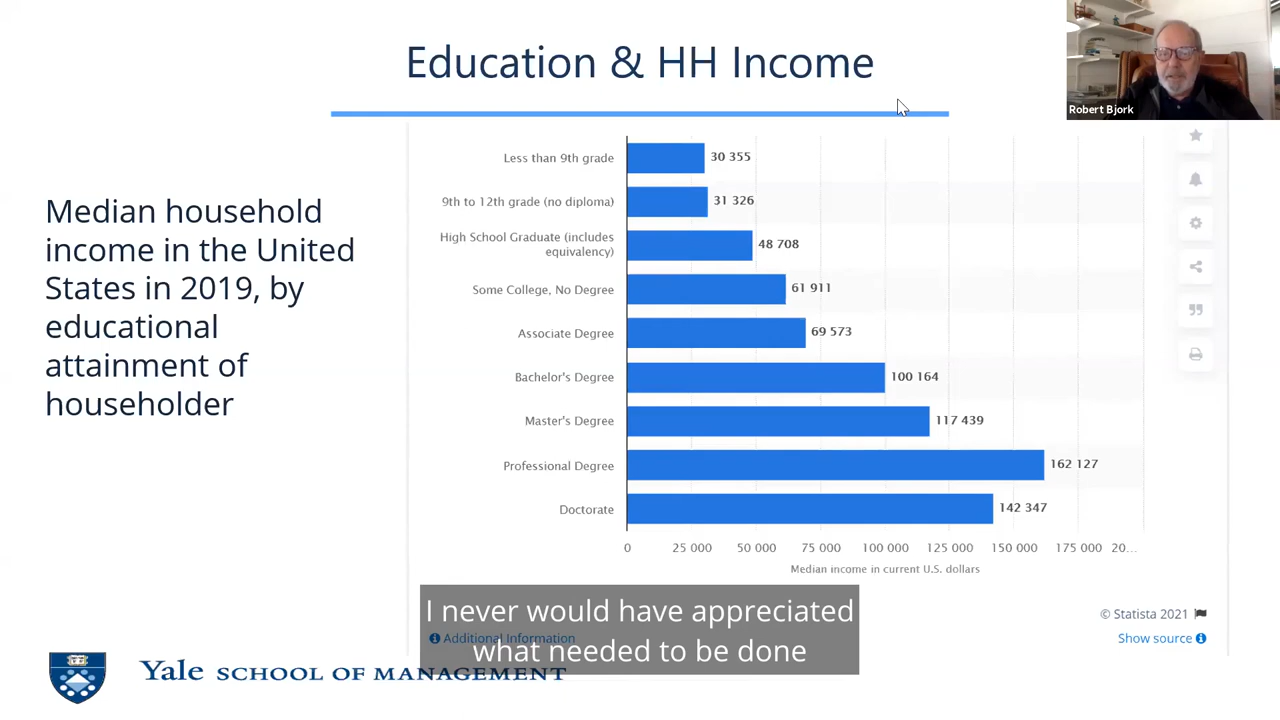 Education & HH Income
Robert Bjork
Median household
income in the United
States in 2019, by
educational
attainment of
householder
Less than 9th grade
30 355
9th to 12th grade (no diploma)
31 326
High School Graduate (includes
equivalency)
48 708
Some College, No Degree
61 911
Associate Degree
69 573
Bachelor's Degree
100 164
Master's Degree
117 439
Professional Degree
162 127
Doctorate
142 347
0 25 000 50 000 75 000 100 000 125 000 150 000 175 000 20...
Median income in current U.S. dollars
© Statista 2021
Additional Information
Show source
I never would have appreciated
what needed to be done
Yale SCHOOL OF MANAGEMENT